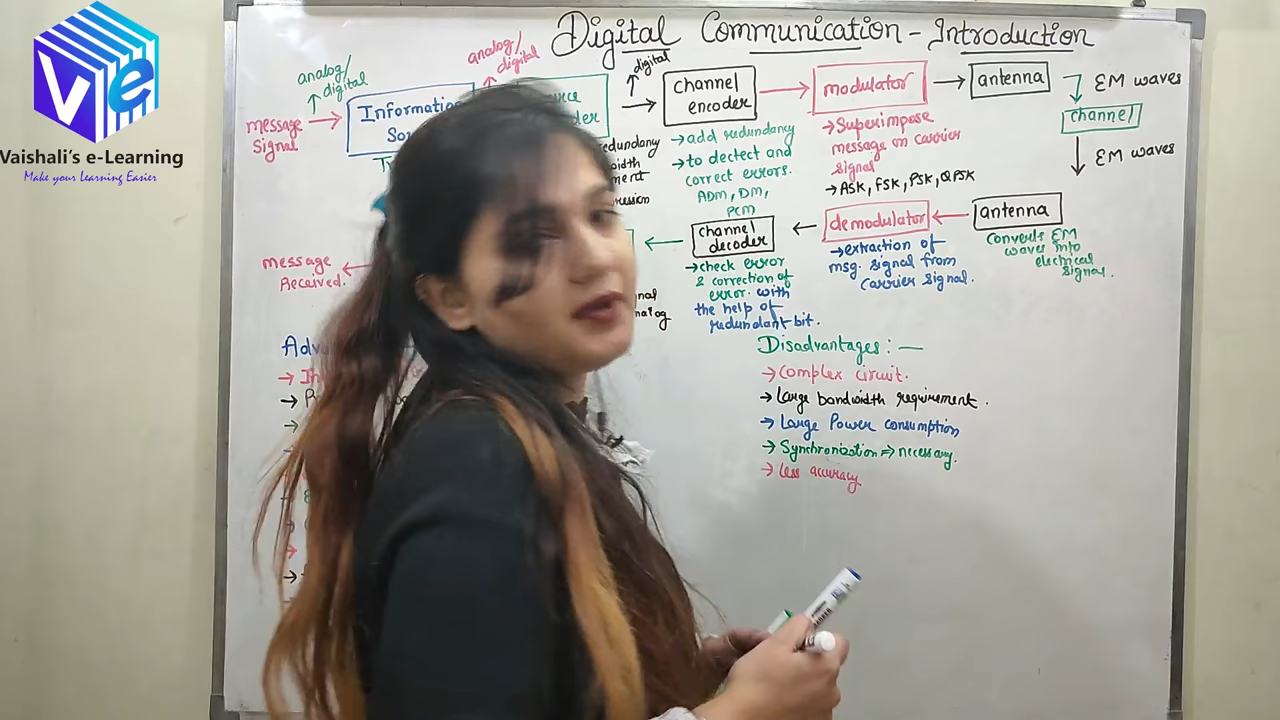 Ve
Vaishali's e-Learning
Make your Learning Easier
Digital Communication - Introduction
analog/
digital
analog/
digital
digital
message
signal
Information
channel
encoder
modulator
antenna
EM waves
channel
EM waves
→ add redundancy
→ to dectect and
correct errors.
ADM, DM,
PCM
→ Superimpose
message on carrier
signal
→ ASK, FSK, PSK, QPSK
message
Received.
channel
decoder
demodulator
antenna
→ check error
& correction of
error. with
the help of
redundant bit.
→ extraction of
msg. signal from
carrier signal.
converts EM
waves into
electrical
signal.
Disadvantages: —
→ Complex circuit.
→ Large bandwidth requirement.
→ Large Power consumption
→ Synchronization ⇒ necessary.
→ Less accuracy